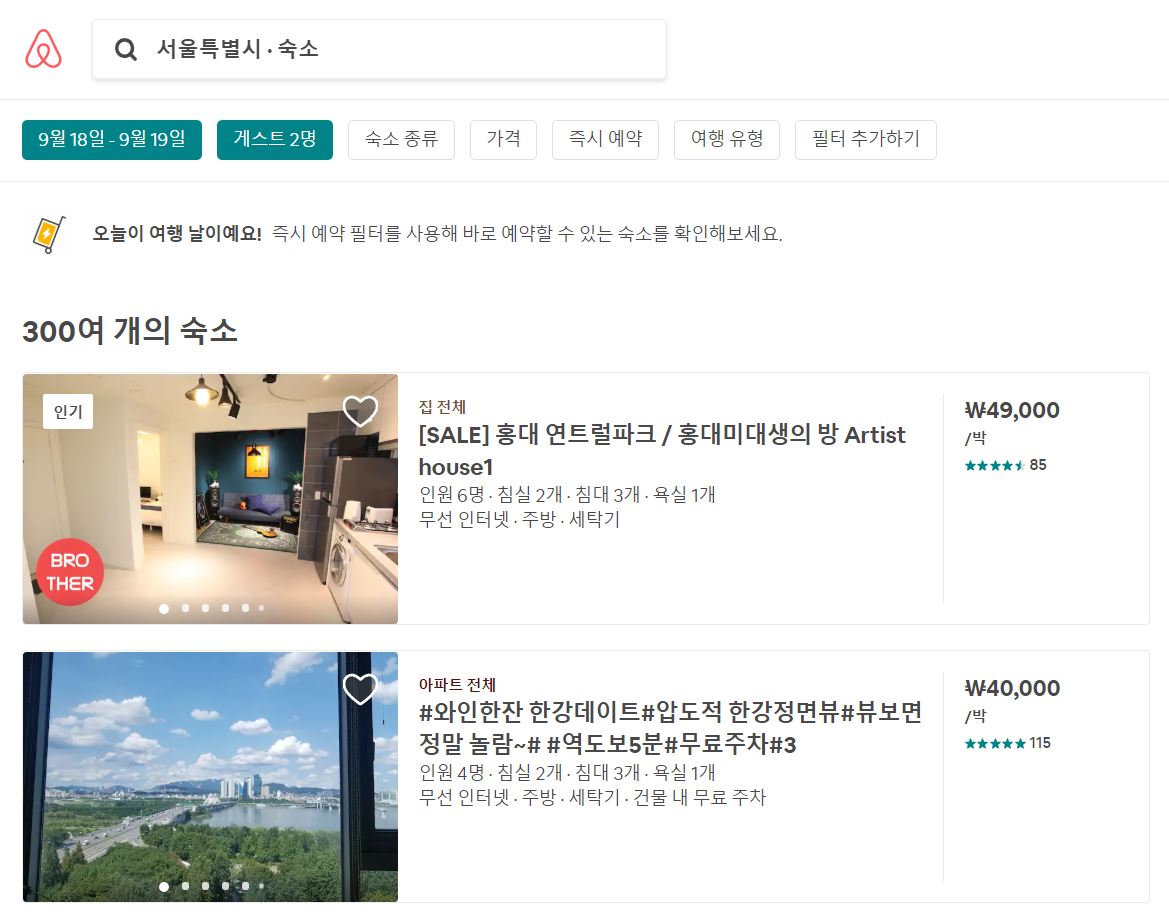 서울특별시 · 숙소
9월 18일 - 9월 19일
게스트 2명
숙소 종류
가격
즉시 예약
여행 유형
필터 추가하기
오늘이 여행 날이예요! 즉시 예약 필터를 사용해 바로 예약할 수 있는 숙소를 확인해보세요.
300여 개의 숙소
인기
BRO
THER
집 전체
[SALE] 홍대 연트럴파크 / 홍대미대생의 방 Artist
house1
인원 6명 · 침실 2개 · 침대 3개 · 욕실 1개
무선 인터넷 · 주방 · 세탁기
₩49,000
/박
85
아파트 전체
#와인한잔 한강데이트#압도적 한강정면뷰#뷰보면
정말 놀람~# #역도보5분#무료주차#3
인원 4명 · 침실 2개 · 침대 3개 · 욕실 1개
무선 인터넷 · 주방 · 세탁기 · 건물 내 무료 주차
₩40,000
/박
115